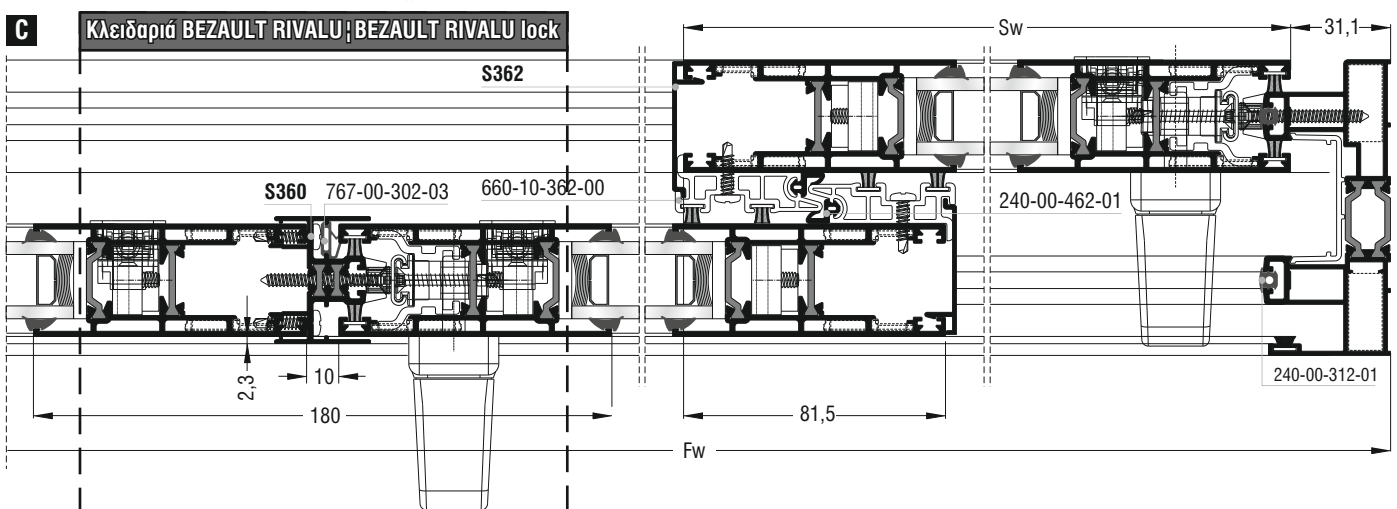 C
Κλειδαριά BEZAULT RIVALU ¦ BEZAULT RIVALU lock
Sw
31,1
S362
S360
767-00-302-03
660-10-362-00
240-00-462-01
2,3
10
240-00-312-01
180
81,5
Fw